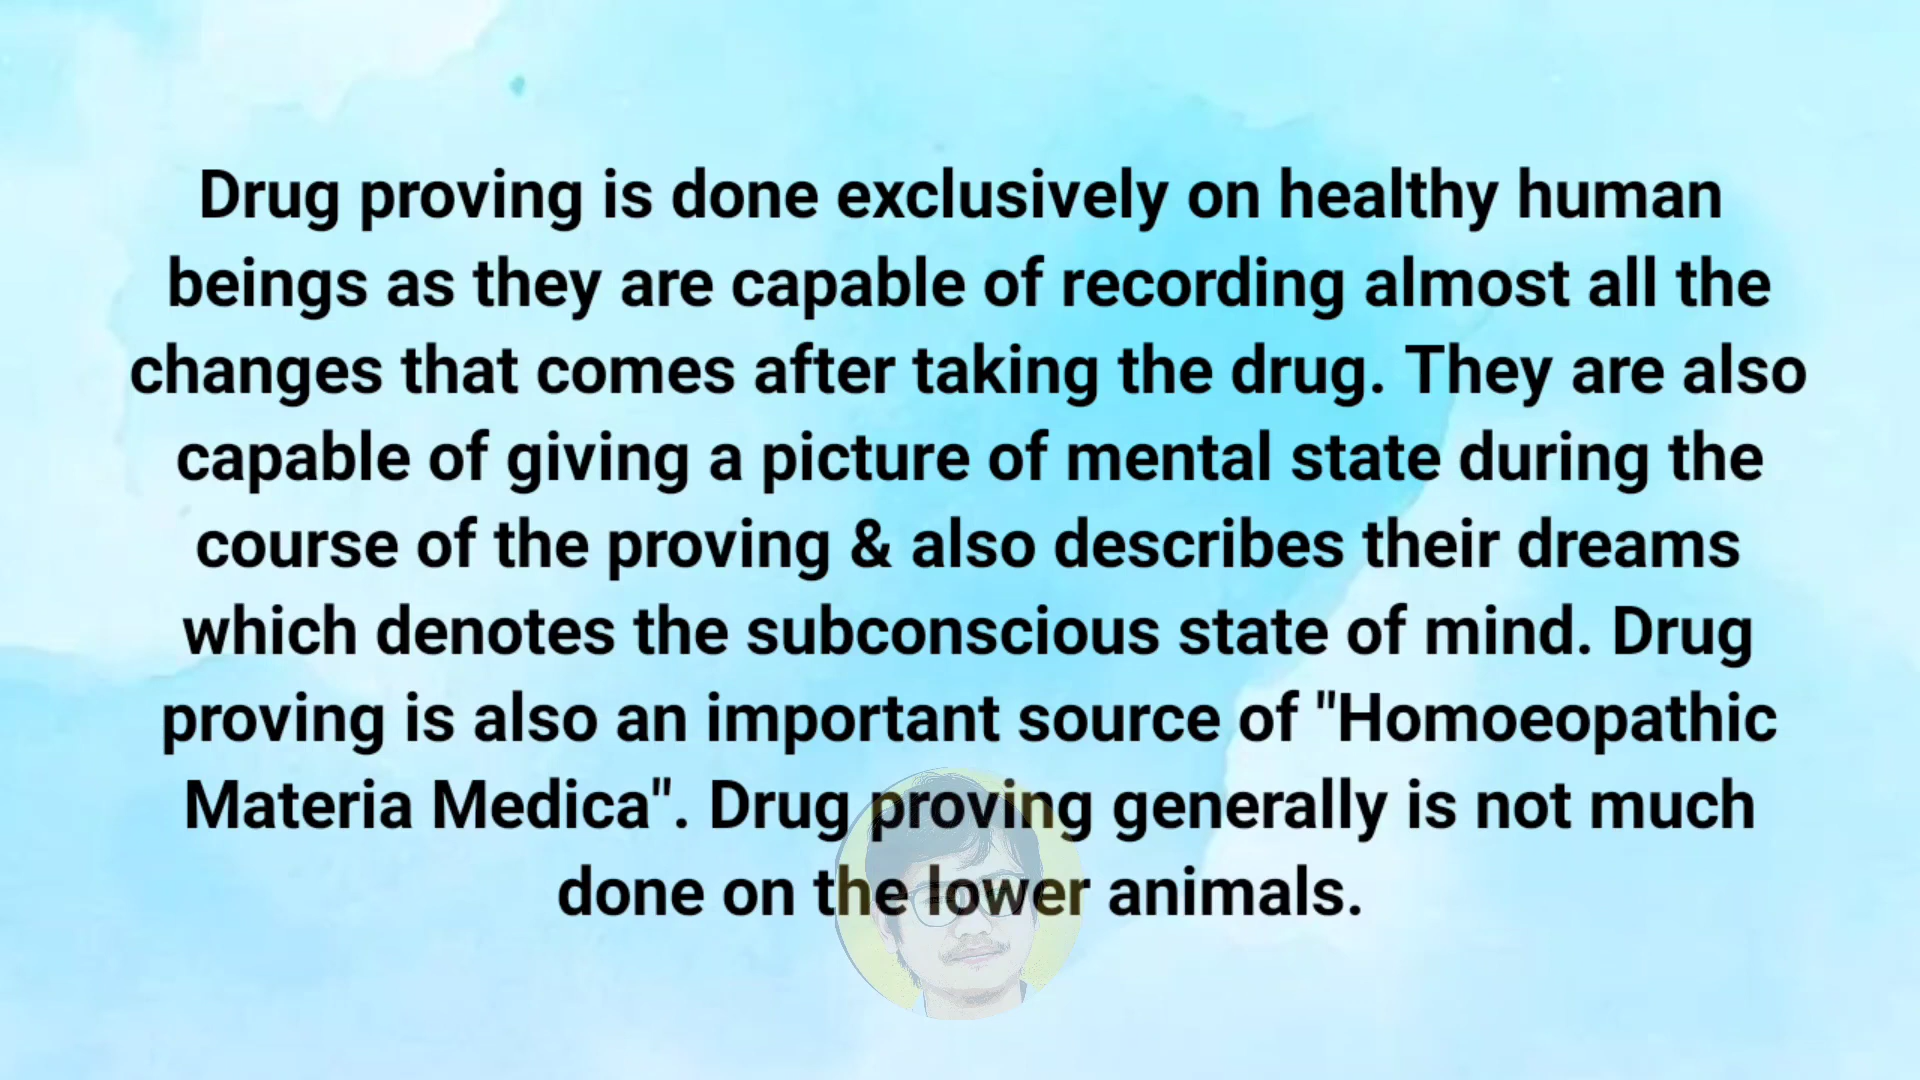 Drug proving is done exclusively on healthy human
beings as they are capable of recording almost all the
changes that comes after taking the drug. They are also
capable of giving a picture of mental state during the
course of the proving & also describes their dreams
which denotes the subconscious state of mind. Drug
proving is also an important source of "Homoeopathic
Materia Medica". Drug proving generally is not much
done on the lower animals.